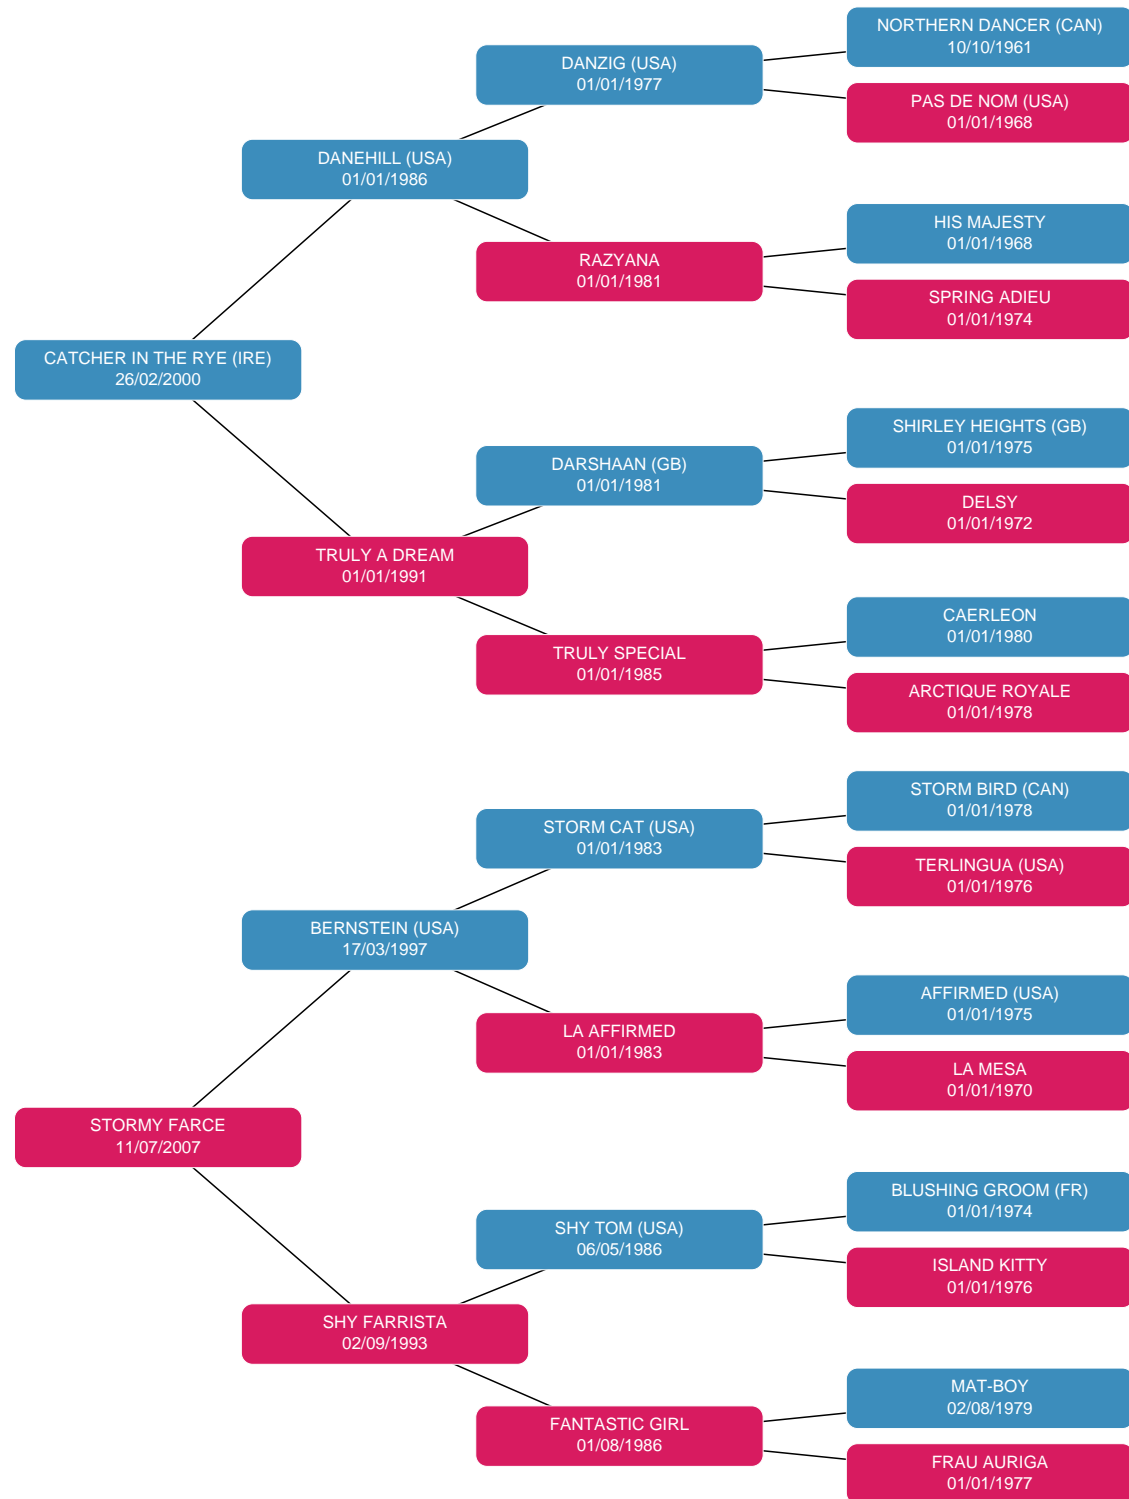 NORTHERN DANCER (CAN)
10/10/1961
DANZIG (USA)
01/01/1977
PAS DE NOM (USA)
01/01/1968
DANEHILL (USA)
01/01/1986
HIS MAJESTY
01/01/1968
RAZYANA
01/01/1981
SPRING ADIEU
01/01/1974
CATCHER IN THE RYE (IRE)
26/02/2000
SHIRLEY HEIGHTS (GB)
01/01/1975
DARSHAAN (GB)
01/01/1981
DELSY
01/01/1972
TRULY A DREAM
01/01/1991
CAERLEON
01/01/1980
TRULY SPECIAL
01/01/1985
ARCTIQUE ROYALE
01/01/1978
STORM BIRD (CAN)
01/01/1978
STORM CAT (USA)
01/01/1983
TERLINGUA (USA)
01/01/1976
BERNSTEIN (USA)
17/03/1997
AFFIRMED (USA)
01/01/1975
LA AFFIRMED
01/01/1983
LA MESA
01/01/1970
STORMY FARCE
11/07/2007
BLUSHING GROOM (FR)
01/01/1974
SHY TOM (USA)
06/05/1986
ISLAND KITTY
01/01/1976
SHY FARRISTA
02/09/1993
MAT-BOY
02/08/1979
FANTASTIC GIRL
01/08/1986
FRAU AURIGA
01/01/1977